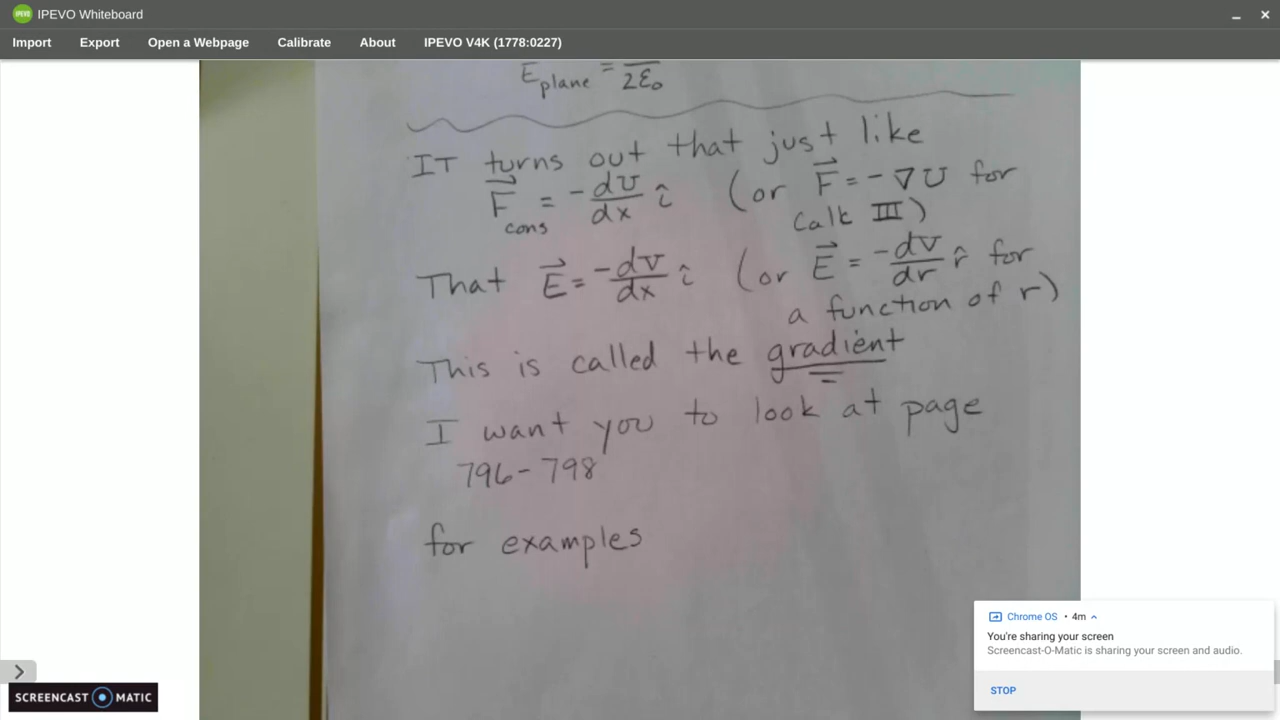 IPEVO Whiteboard
Import Export Open a Webpage Calibrate About IPEVO V4K (1778:0227)
E plane = 2ε₀
IT turns out that just like
F⃗ cons = -dU/dx î (or F⃗ = -∇U for
Calk III)
That E⃗ = -dV/dx î (or E⃗ = -dV/dr r̂ for
a function of r)
This is called the gradient
I want you to look at page
796-798
for examples
Chrome OS • 4m
You're sharing your screen
Screencast-O-Matic is sharing your screen and audio.
STOP
SCREENCAST O MATIC